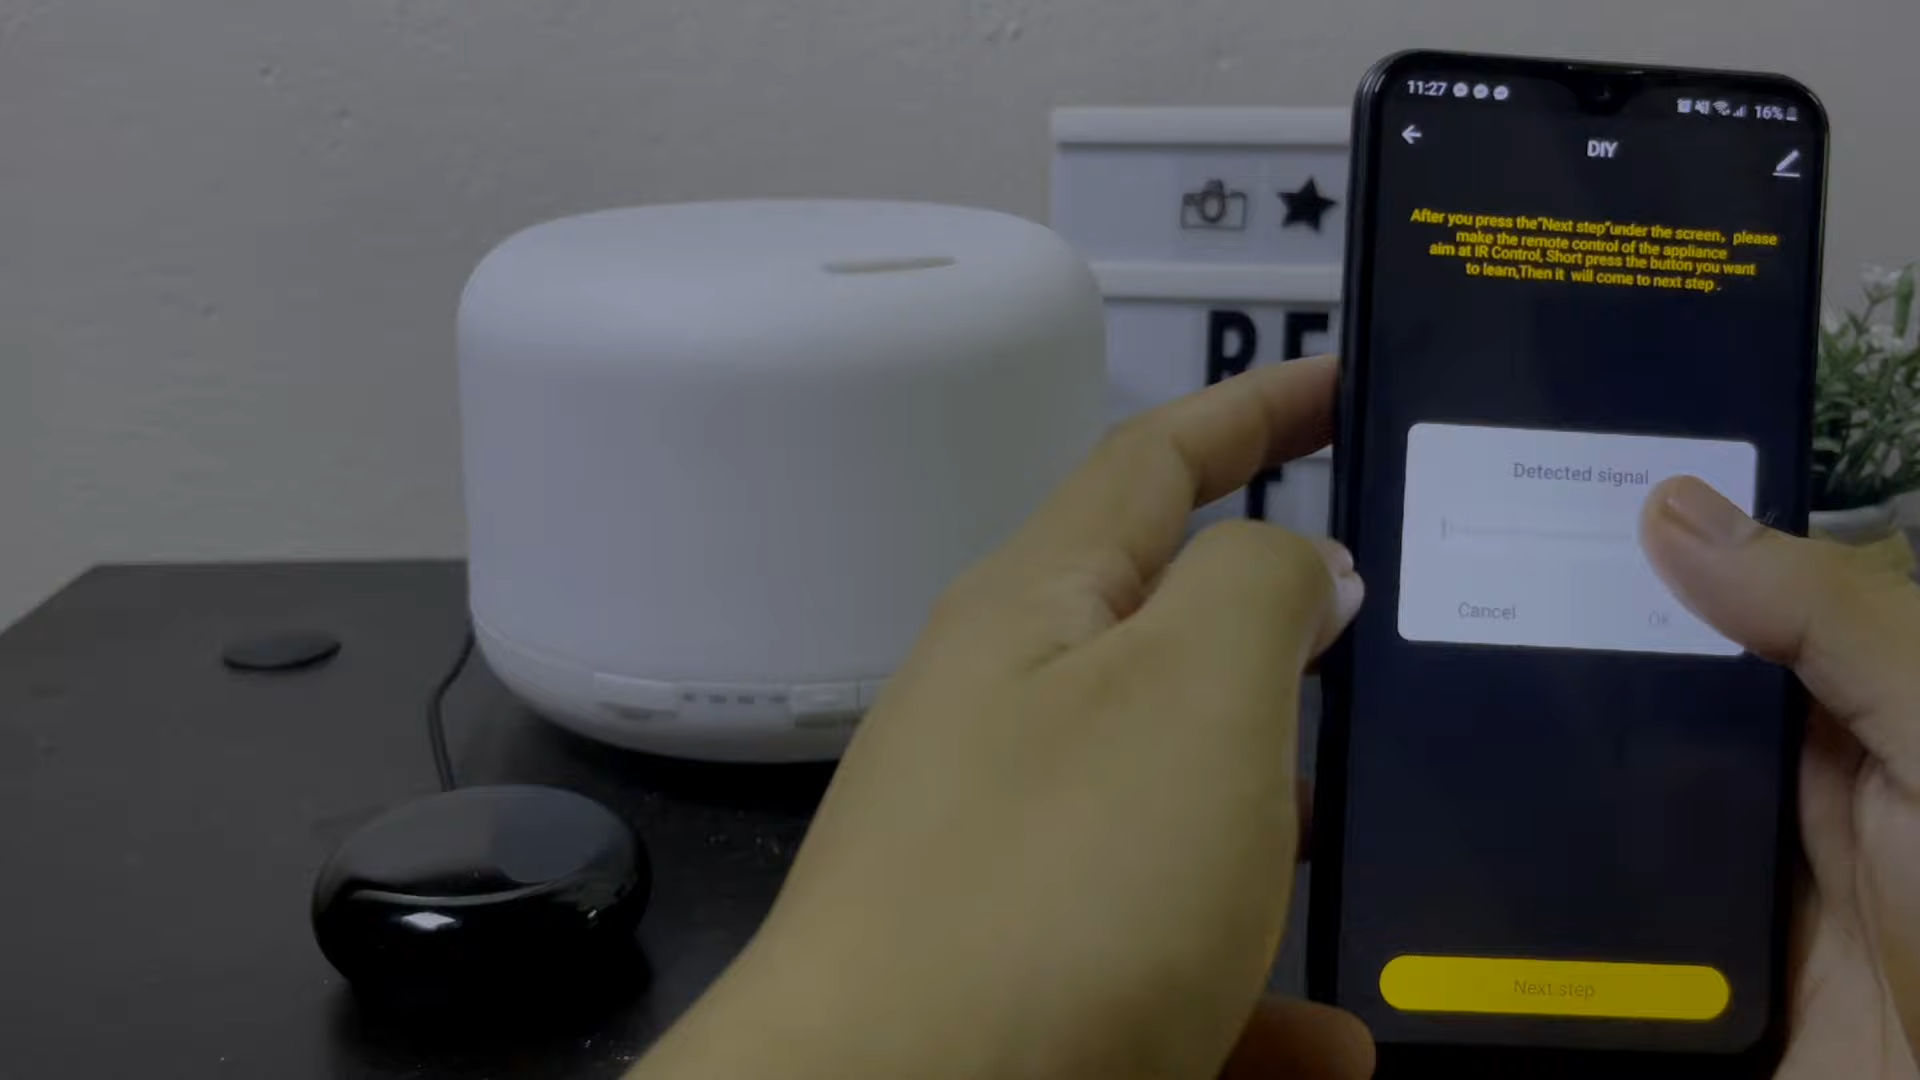 11:27
16%
DIY
After you press the"Next step"under the screen, please
make the remote control of the appliance
aim at IR Control, Short press the button you want
to learn,Then it will come to next step .
Detected signal
Cancel
OK
Next step